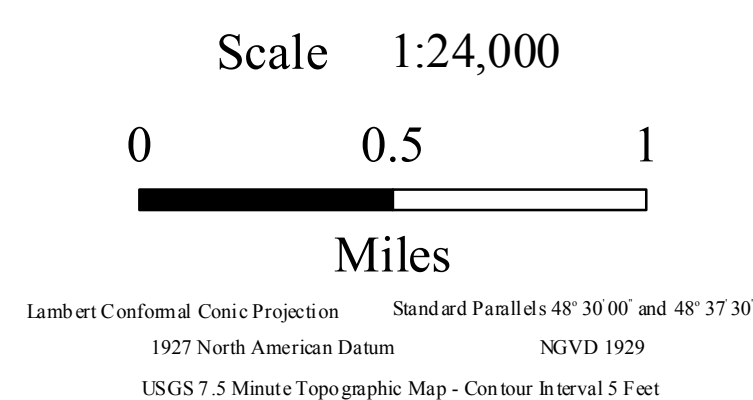 Scale 1:24,000
0 0.5 1
Miles
Lambert Conformal Conic Projection Standard Parallels 48° 30' 00" and 48° 37' 30"
1927 North American Datum NGVD 1929
USGS 7.5 Minute Topographic Map - Contour Interval 5 Feet